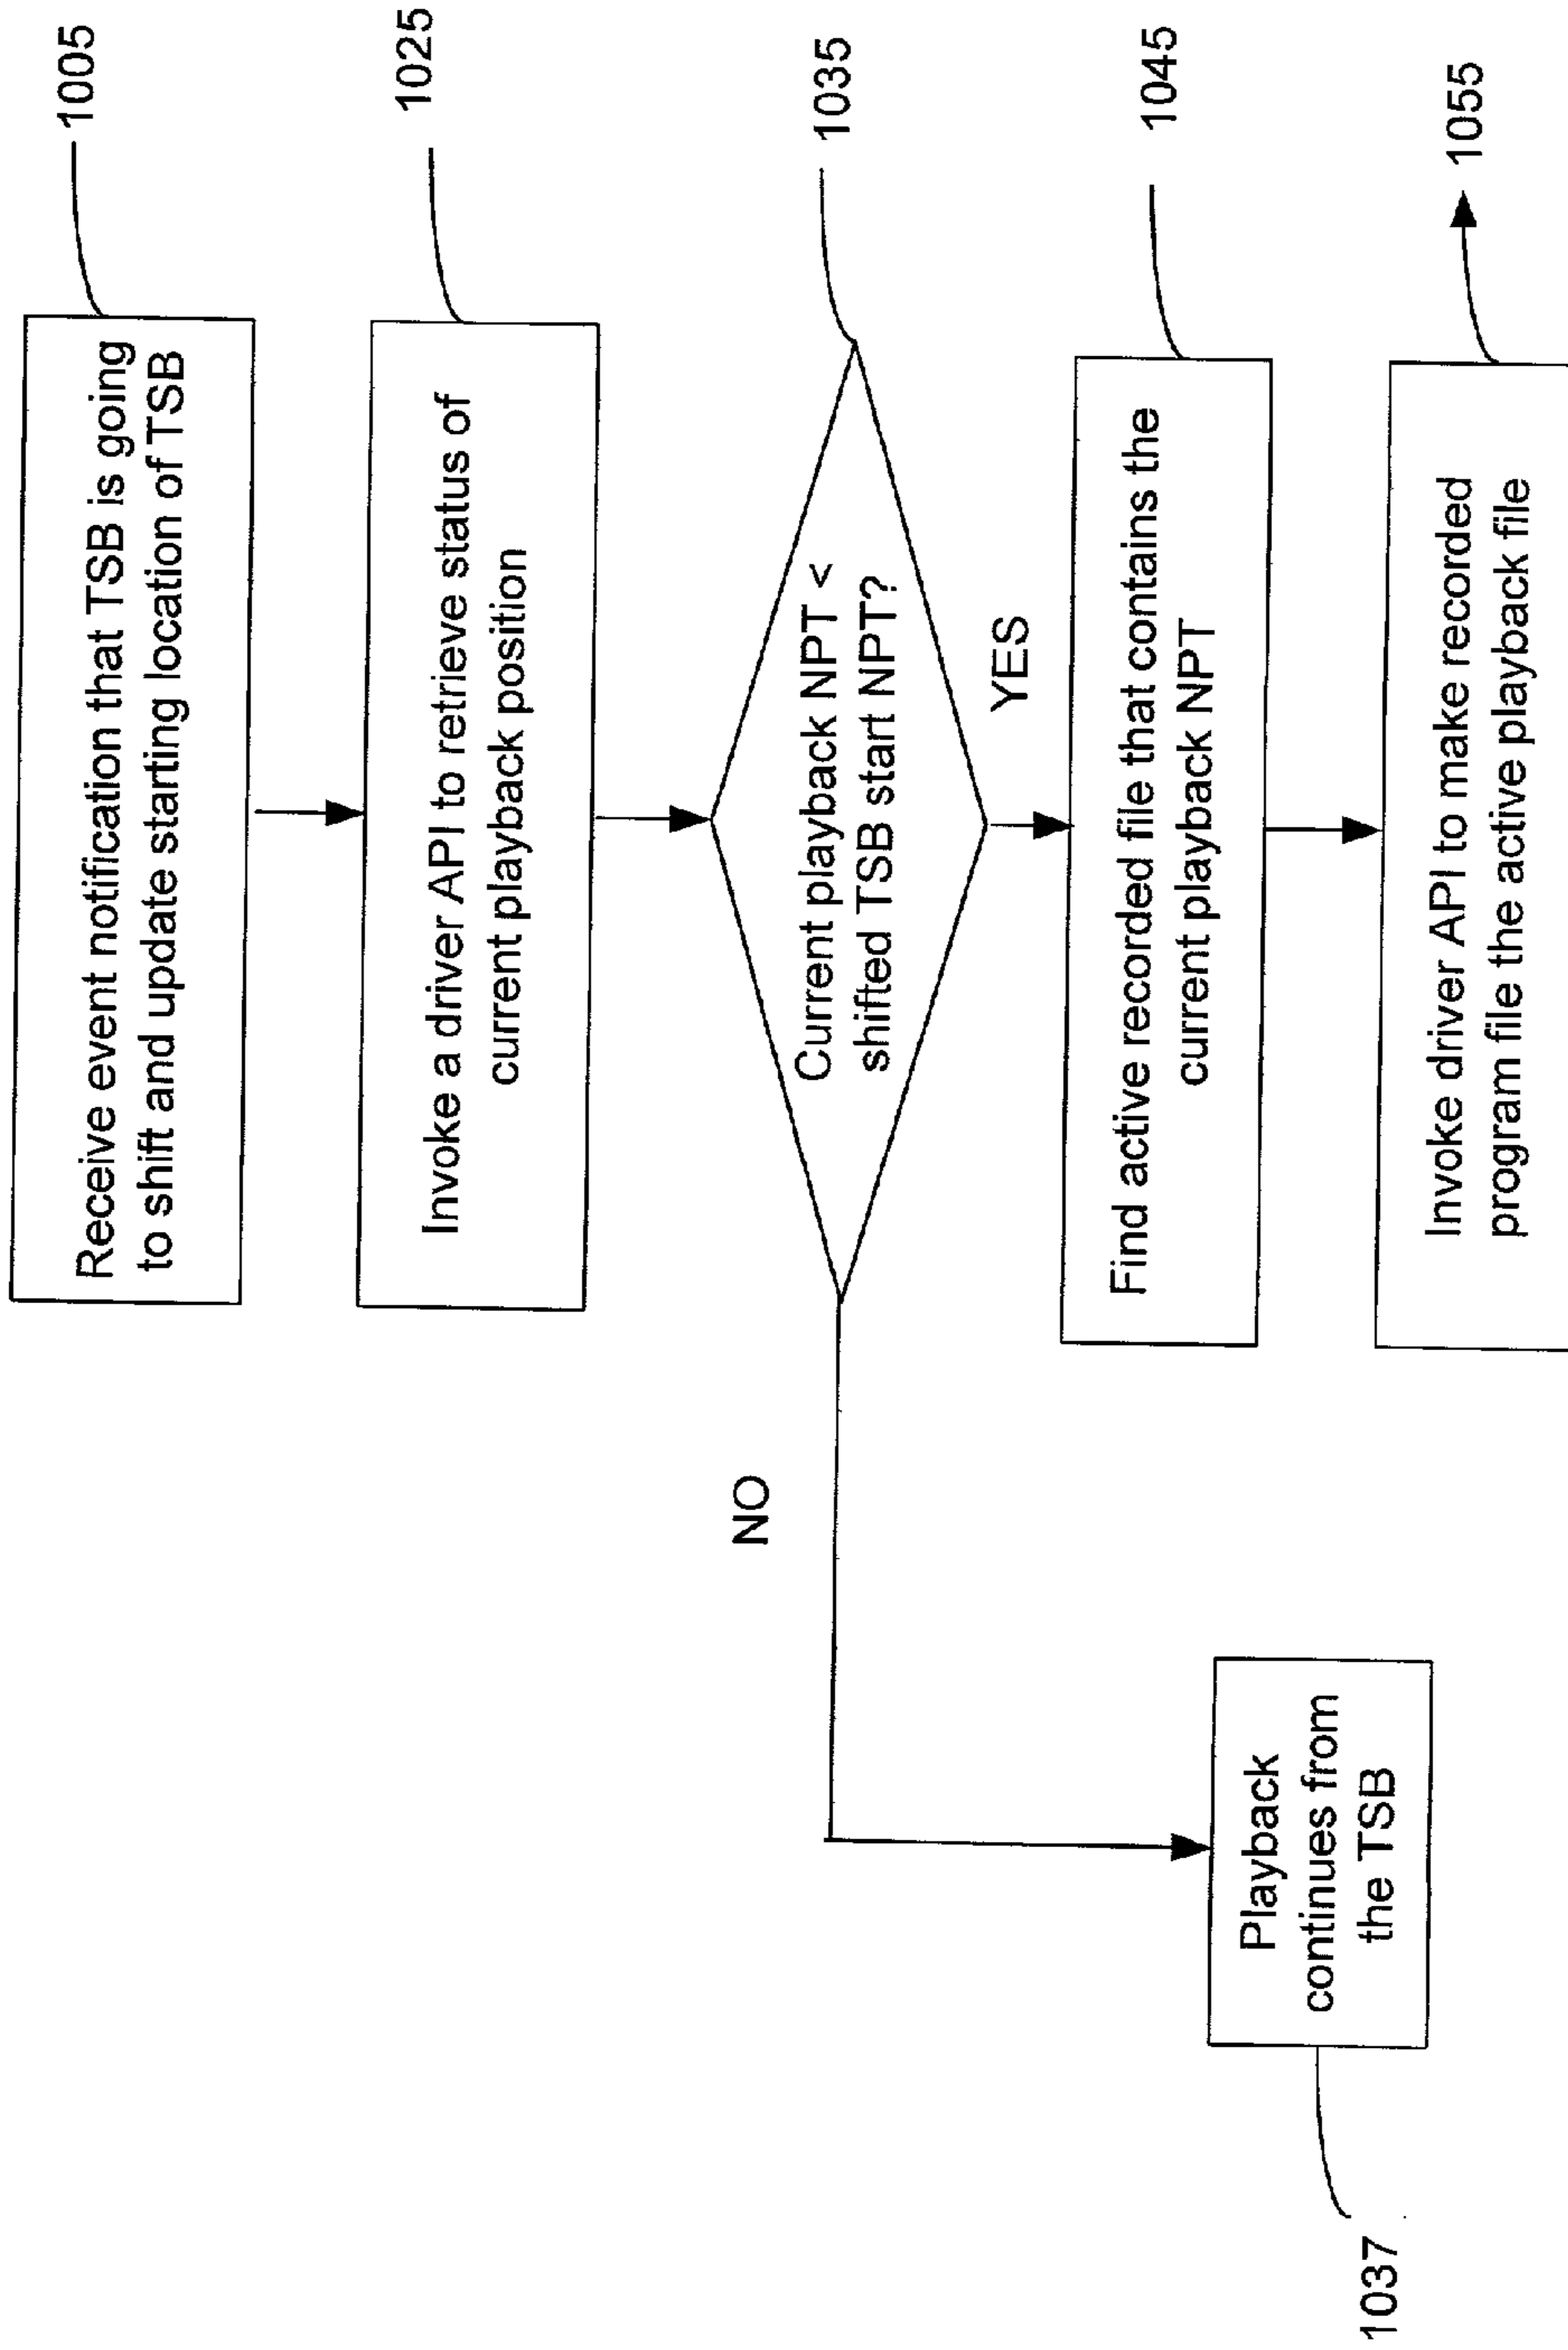 Receive event notification that TSB is going
to shift and update starting location of TSB
1005
Invoke a driver API to retrieve status of
current playback position
1025
Current playback NPT <
shifted TSB start NPT?
1035
NO
YES
Playback
continues from
the TSB
1037
Find active recorded file that contains the
current playback NPT
1045
Invoke driver API to make recorded
program file the active playback file
1055